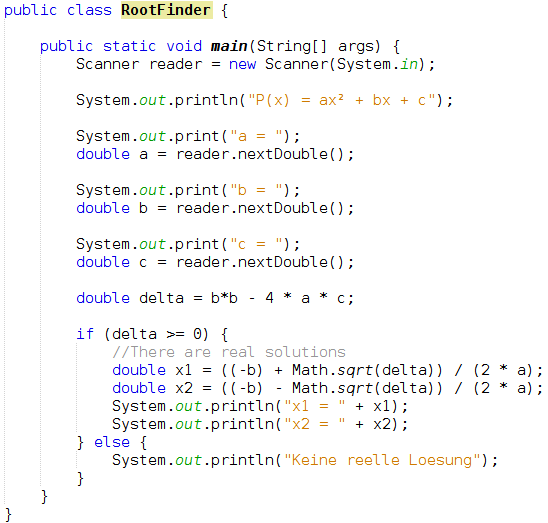 public class RootFinder {
public static void main(String[] args) {
Scanner reader = new Scanner(System.in);
System.out.println("P(x) = ax² + bx + c");
System.out.print("a = ");
double a = reader.nextDouble();
System.out.print("b = ");
double b = reader.nextDouble();
System.out.print("c = ");
double c = reader.nextDouble();
double delta = b*b - 4 * a * c;
if (delta >= 0) {
//There are real solutions
double x1 = ((-b) + Math.sqrt(delta)) / (2 * a);
double x2 = ((-b) - Math.sqrt(delta)) / (2 * a);
System.out.println("x1 = " + x1);
System.out.println("x2 = " + x2);
} else {
System.out.println("Keine reelle Loesung");
}
}
}